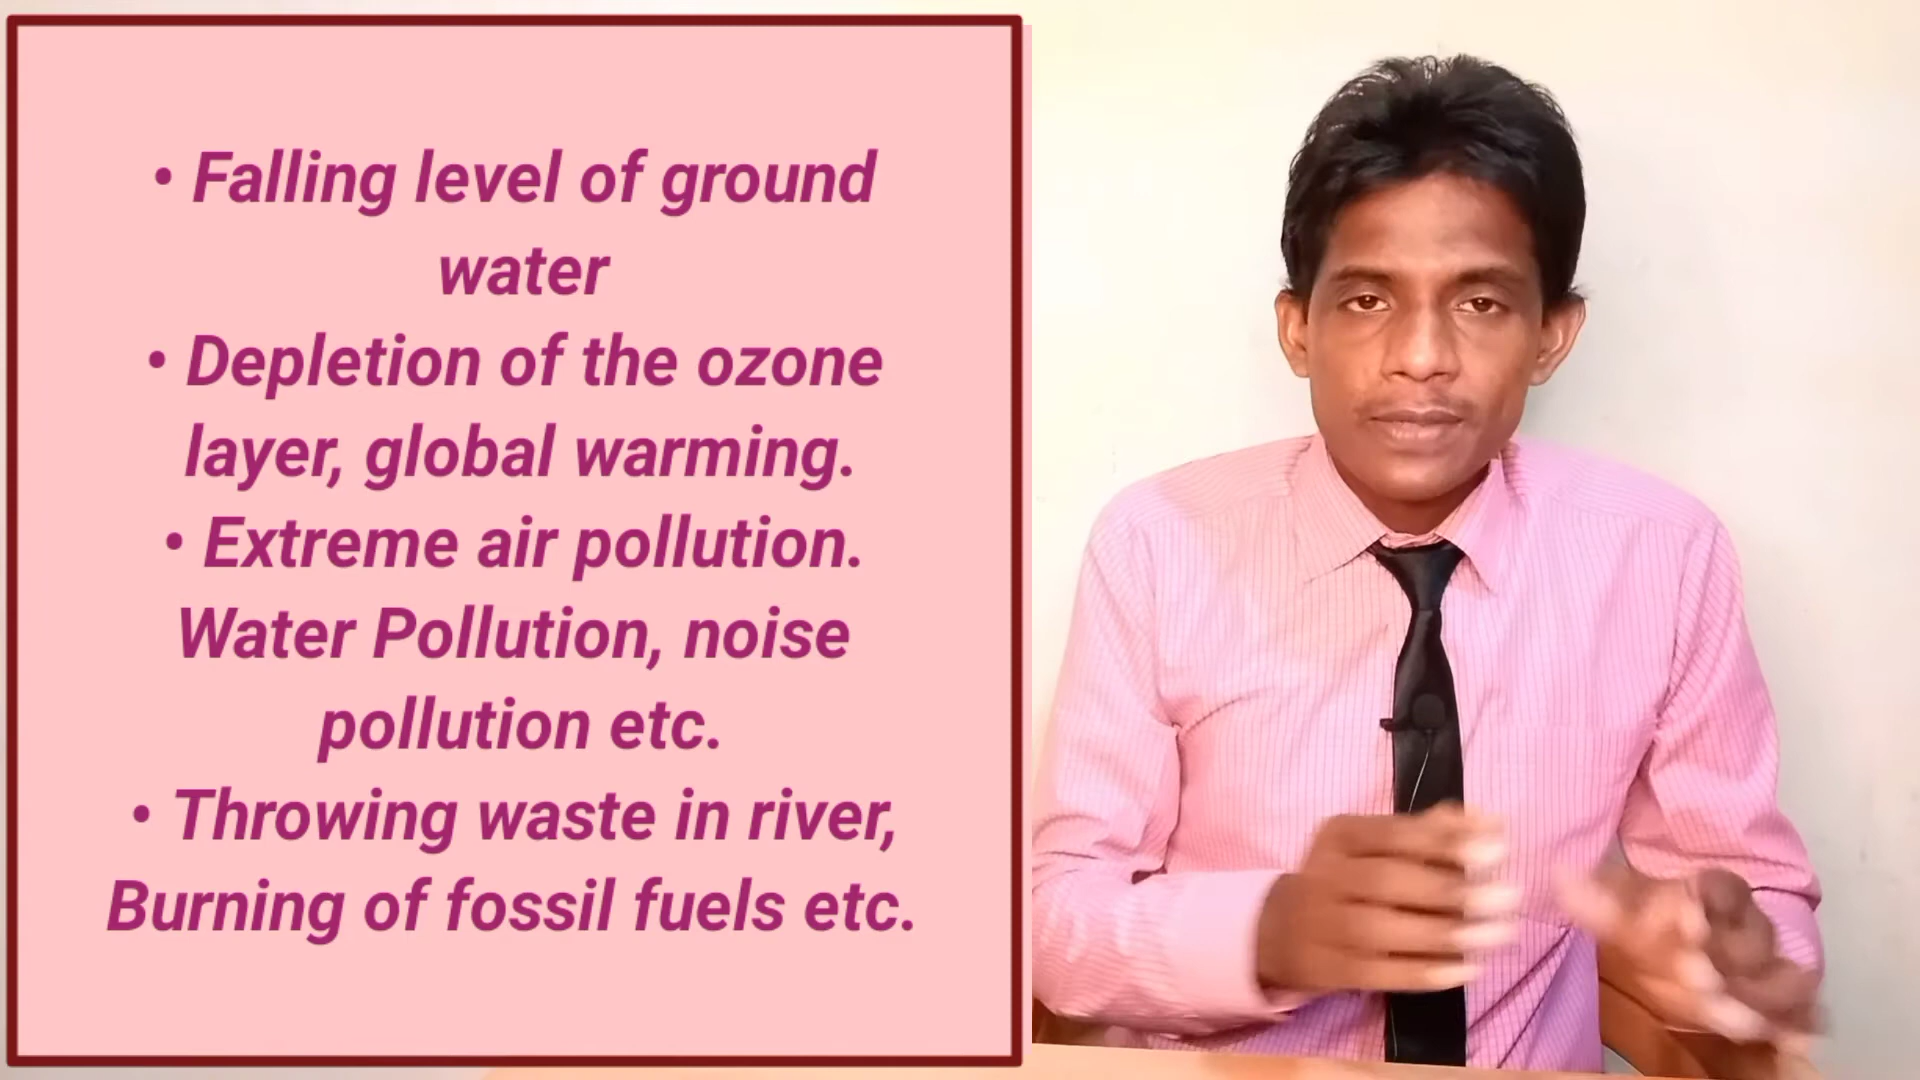 • Falling level of ground
water
• Depletion of the ozone
layer, global warming.
• Extreme air pollution.
Water Pollution, noise
pollution etc.
• Throwing waste in river,
Burning of fossil fuels etc.